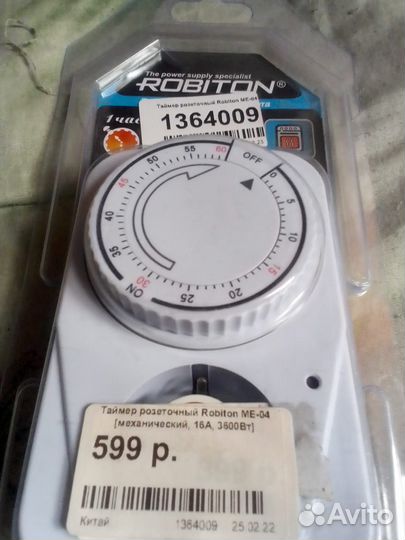 The power supply specialist
ROBITON®
Таймер розеточный Robiton ME-04
1364009
1 час
OFF
0
5
10
15
20
25
30
ON
35
40
45
50
55
60
Таймер розеточный Robiton ME-04
[механический, 16А, 3600Вт]
599 р.
Китай 1364009 25.02.22
Avito